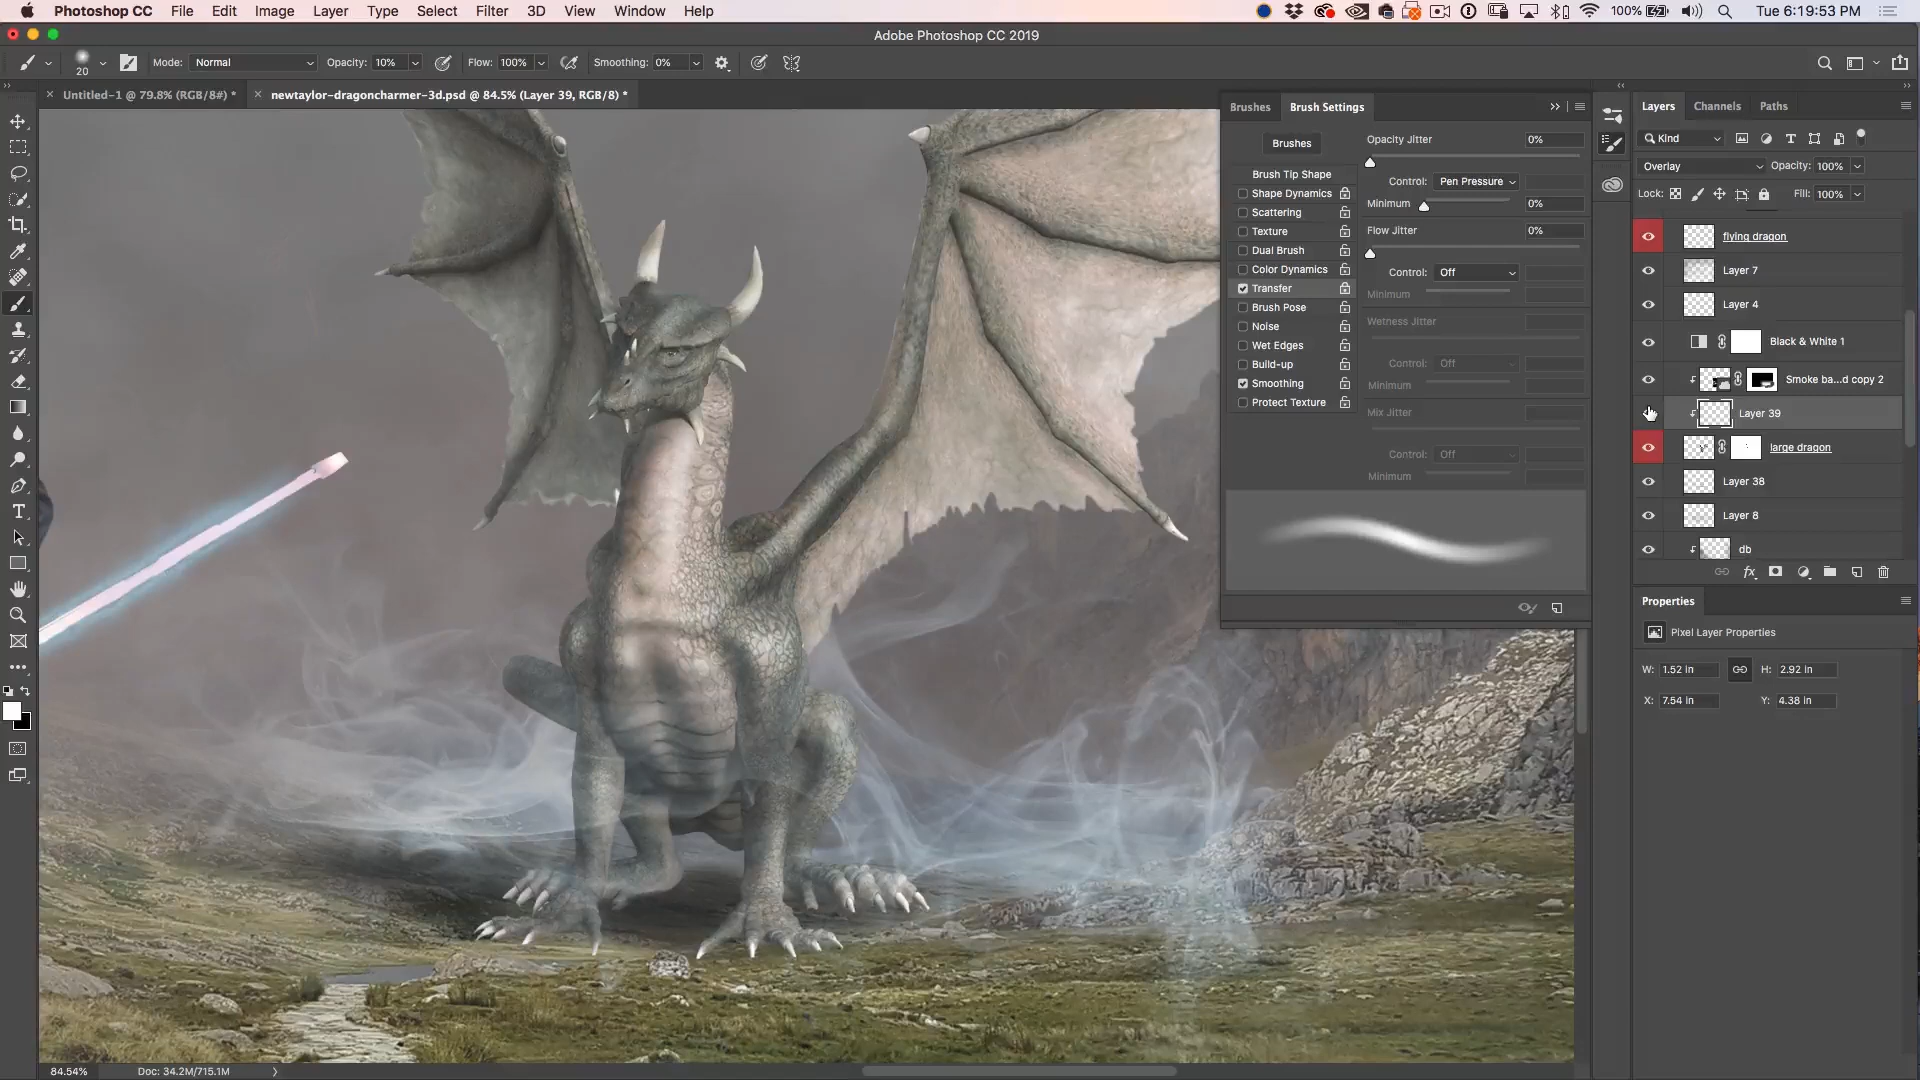 Photoshop CC File Edit Image Layer Type Select Filter 3D View Window Help 100% Tue 6:19:53 PM
Adobe Photoshop CC 2019
20 Mode: Normal Opacity: 10% Flow: 100% Smoothing: 0%
Untitled-1 @ 79.8% (RGB/8#) * newtaylor-dragoncharmer-3d.psd @ 84.5% (Layer 39, RGB/8) *
Brushes Brush Settings
Brushes
Brush Tip Shape
Shape Dynamics
Scattering
Texture
Dual Brush
Color Dynamics
Transfer
Brush Pose
Noise
Wet Edges
Build-up
Smoothing
Protect Texture
Opacity Jitter 0%
Control: Pen Pressure
Minimum 0%
Flow Jitter 0%
Control: Off
Minimum
Wetness Jitter
Control: Off
Minimum
Mix Jitter
Control: Off
Minimum
Layers Channels Paths
Kind
Overlay Opacity: 100%
Lock: Fill: 100%
flying dragon
Layer 7
Layer 4
Black & White 1
Smoke ba...d copy 2
Layer 39
large dragon
Layer 38
Layer 8
db
fx
Properties
Pixel Layer Properties
W: 1.52 in H: 2.92 in
X: 7.54 in Y: 4.38 in
84.54% Doc: 34.2M/715.1M